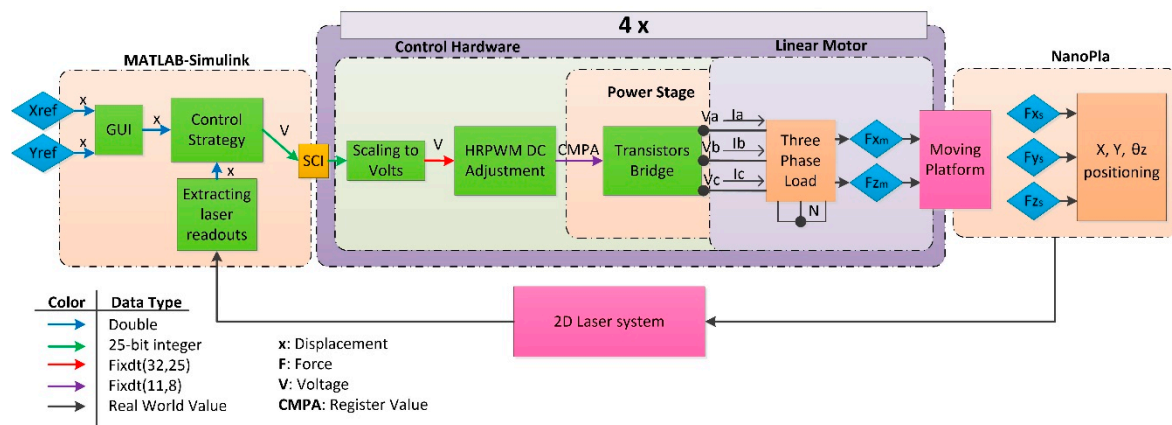 4 x
MATLAB-Simulink
Control Hardware
Linear Motor
NanoPla
Xref
x
Yref
x
GUI
x
Control
Strategy
V
x
Extracting
laser
readouts
SCI
Scaling to
Volts
V
HRPWM DC
Adjustment
CMPA
Power Stage
Transistors
Bridge
Va
Ia
Vb
Ib
Vc
Ic
Three
Phase
Load
N
Fxm
Fzm
Moving
Platform
Fxs
Fys
Fzs
X, Y, θz
positioning
2D Laser system
Color Data Type
Double
25-bit integer
Fixdt(32,25)
Fixdt(11,8)
Real World Value
x: Displacement
F: Force
V: Voltage
CMPA: Register Value